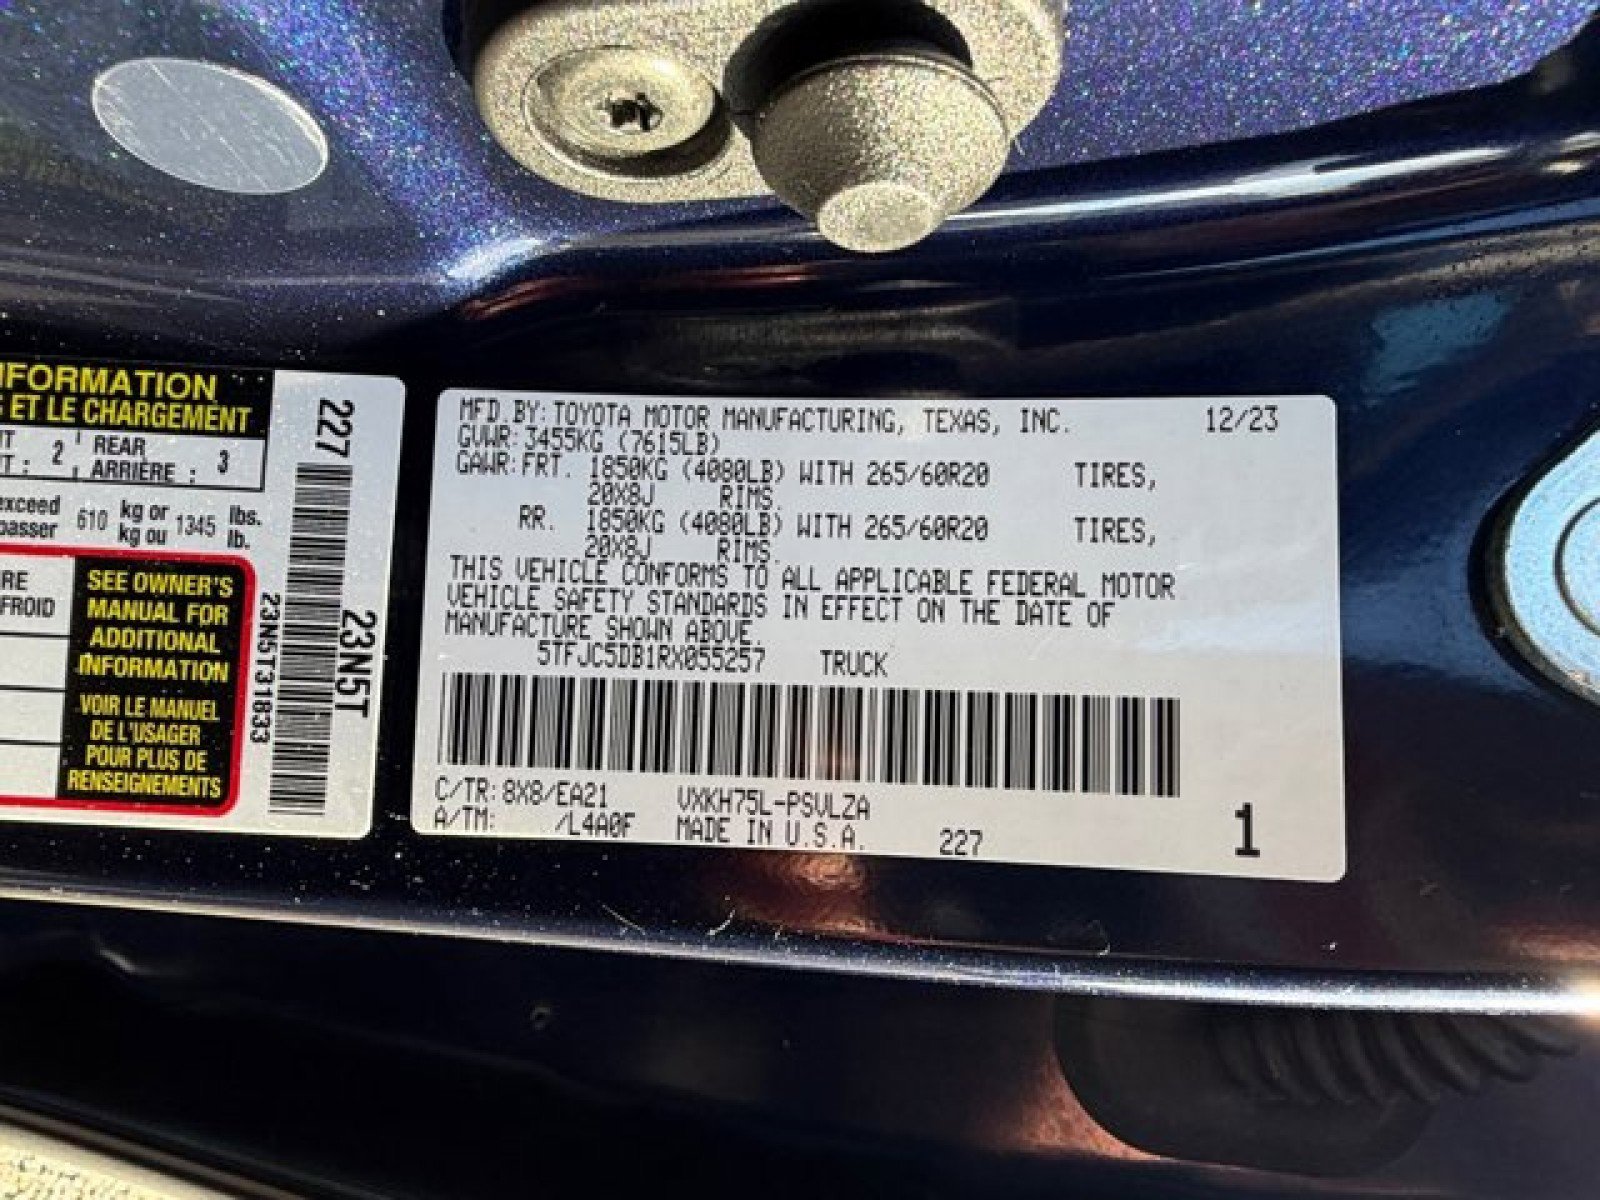 NFORMATION
ET LE CHARGEMENT
2 REAR
ARRIÈRE : 3
exceed 610 kg or 1345 lbs.
passer kg ou lb.
RE
FROID
SEE OWNER'S
MANUAL FOR
ADDITIONAL
INFORMATION
VOIR LE MANUEL
DE L'USAGER
POUR PLUS DE
RENSEIGNEMENTS
227
23N5T
23N5T31833
MFD.BY:TOYOTA MOTOR MANUFACTURING, TEXAS, INC. 12/23
GVWR:3455KG (7615LB)
GAWR:FRT. 1850KG (4080LB) WITH 265/60R20 TIRES,
20X8J RIMS.
RR. 1850KG (4080LB) WITH 265/60R20 TIRES,
20X8J RIMS.
THIS VEHICLE CONFORMS TO ALL APPLICABLE FEDERAL MOTOR
VEHICLE SAFETY STANDARDS IN EFFECT ON THE DATE OF
MANUFACTURE SHOWN ABOVE.
5TFJC5DB1RX055257 TRUCK
C/TR:8X8/EA21 VXKH75L-PSVLZA
A/TM: /L4A0F MADE IN U.S.A. 227 1